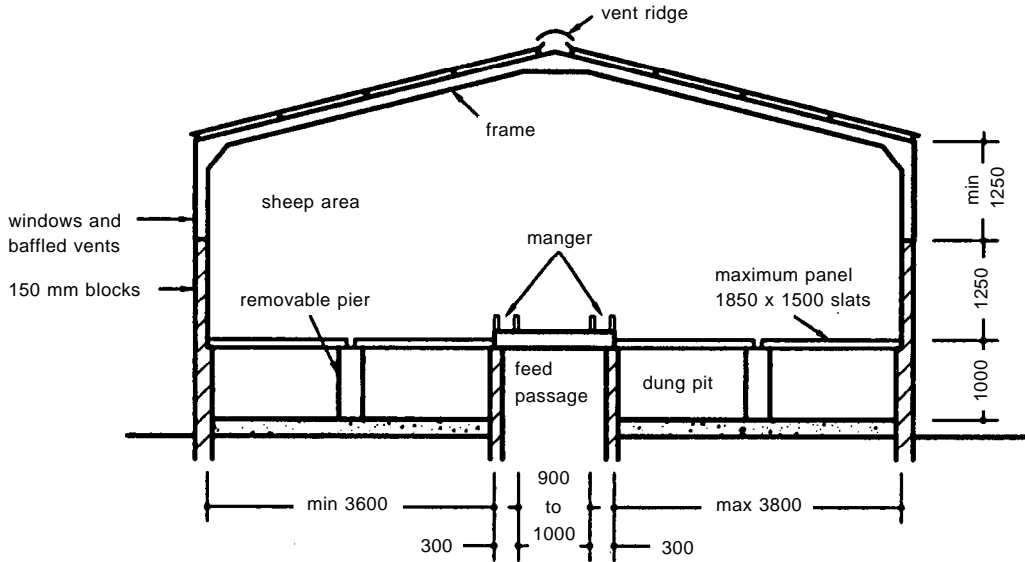 vent ridge
frame
sheep area
windows and
baffled vents
manger
150 mm blocks
removable pier
maximum panel
1850 x 1500 slats
min
1250
1250
1000
feed
passage
dung pit
min 3600
900
to
1000
max 3800
300
300